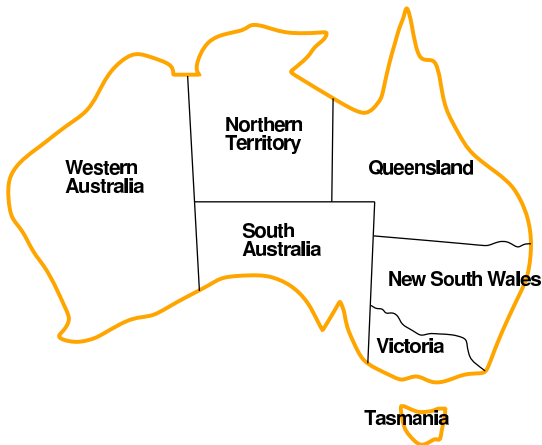 Northern
Territory
Western
Australia
Queensland
South
Australia
New South Wales
Victoria
Tasmania